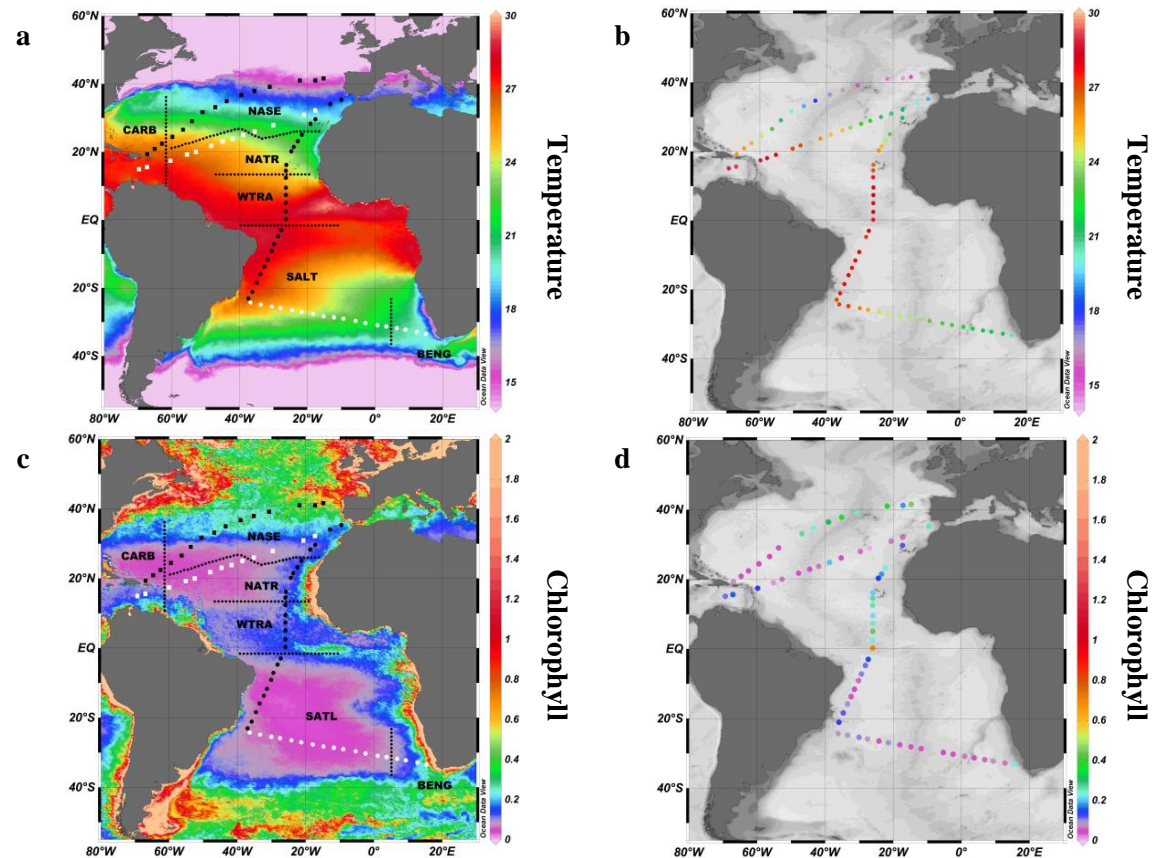 a
60°N
40°N
20°N
EQ
20°S
40°S
NASE
CARB
NATR
WTRA
SALT
BENG
80°W 60°W 40°W 20°W 0° 20°E
Ocean Data View
30
27
24
21
18
15
Temperature
b
60°N
40°N
20°N
EQ
20°S
40°S
80°W 60°W 40°W 20°W 0° 20°E
Ocean Data View
30
27
24
21
18
15
Temperature
c
60°N
40°N
20°N
EQ
20°S
40°S
NASE
CARB
NATR
WTRA
SATL
BENG
80°W 60°W 40°W 20°W 0° 20°E
Ocean Data View
2
1.8
1.6
1.4
1.2
1
0.8
0.6
0.4
0.2
0
Chlorophyll
d
60°N
40°N
20°N
EQ
20°S
40°S
80°W 60°W 40°W 20°W 0° 20°E
Ocean Data View
2
1.8
1.6
1.4
1.2
1
0.8
0.6
0.4
0.2
0
Chlorophyll